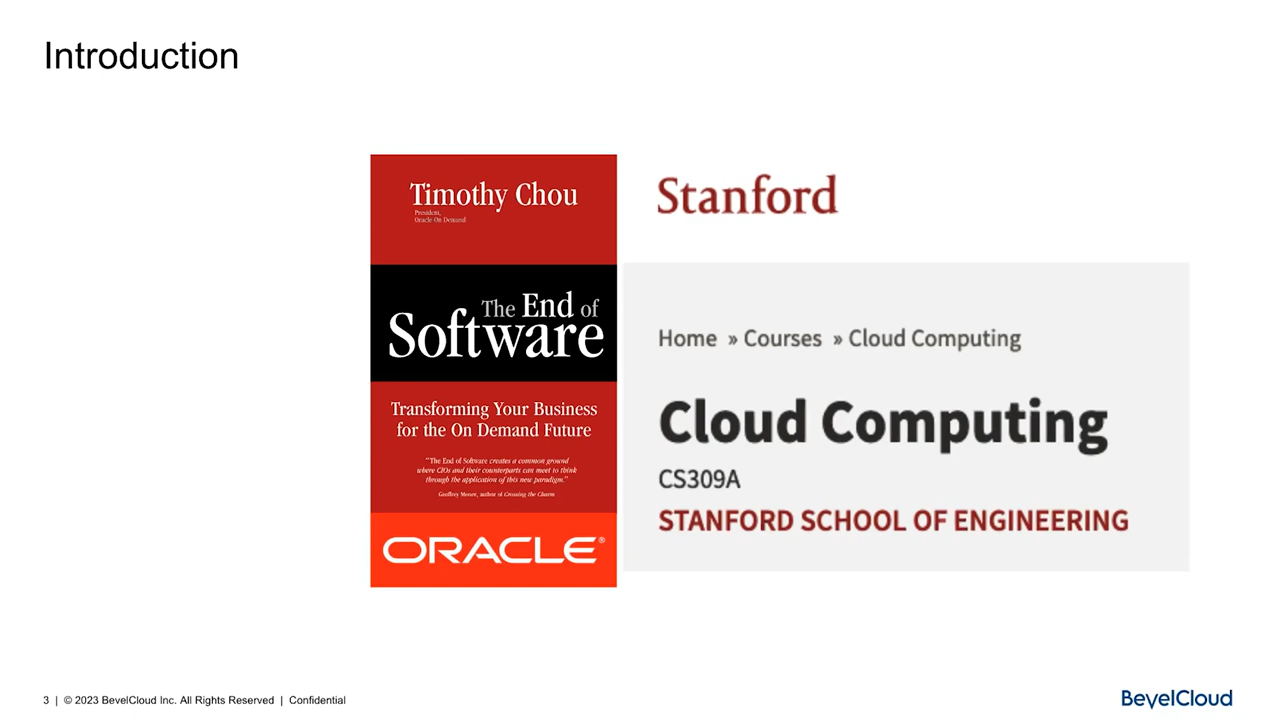 Introduction
Timothy Chou
President,
Oracle On Demand
The End of
Software
Transforming Your Business
for the On Demand Future
"The End of Software creates a common ground
where CIOs and their counterparts can meet to think
through the application of this new paradigm."
Geoffrey Moore, author of Crossing the Chasm
ORACLE®
Stanford
Home » Courses » Cloud Computing
Cloud Computing
CS309A
STANFORD SCHOOL OF ENGINEERING
3 | © 2023 BevelCloud Inc. All Rights Reserved | Confidential
BevelCloud